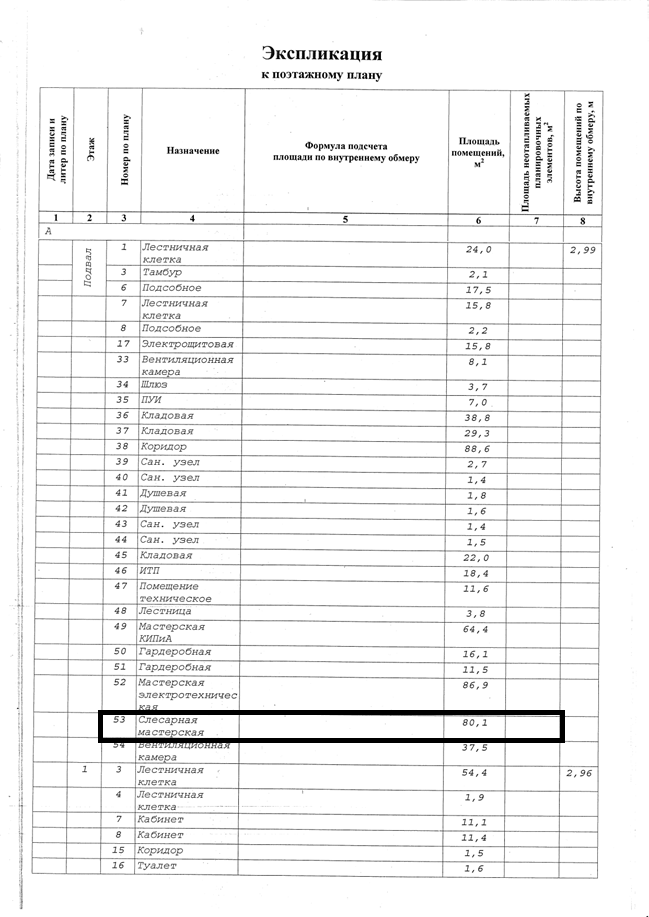 Экспликация
к поэтажному плану
Дата записи и литер по плану | Этаж | Номер по плану | Назначение | Формула подсчета площади по внутреннему обмеру | Площадь помещений, м² | Площадь неотапливаемых планировочных элементов, м² | Высота помещений по внутреннему обмеру, м
1 2 3 4 5 6 7 8
А
Подвал 1 Лестничная клетка 24,0 2,99
3 Тамбур 2,1
6 Подсобное 17,5
7 Лестничная клетка 15,8
8 Подсобное 2,2
17 Электрощитовая 15,8
33 Вентиляционная камера 8,1
34 Шлюз 3,7
35 ПУИ 7,0
36 Кладовая 38,8
37 Кладовая 29,3
38 Коридор 88,6
39 Сан. узел 2,7
40 Сан. узел 1,4
41 Душевая 1,8
42 Душевая 1,6
43 Сан. узел 1,4
44 Сан. узел 1,5
45 Кладовая 22,0
46 ИТП 18,4
47 Помещение техническое 11,6
48 Лестница 3,8
49 Мастерская КИПиА 64,4
50 Гардеробная 16,1
51 Гардеробная 11,5
52 Мастерская электротехничес кая 86,9
53 Слесарная мастерская 80,1
54 Вентиляционная камера 37,5
1 3 Лестничная клетка 54,4 2,96
4 Лестничная клетка 1,9
7 Кабинет 11,1
8 Кабинет 11,4
15 Коридор 1,5
16 Туалет 1,6